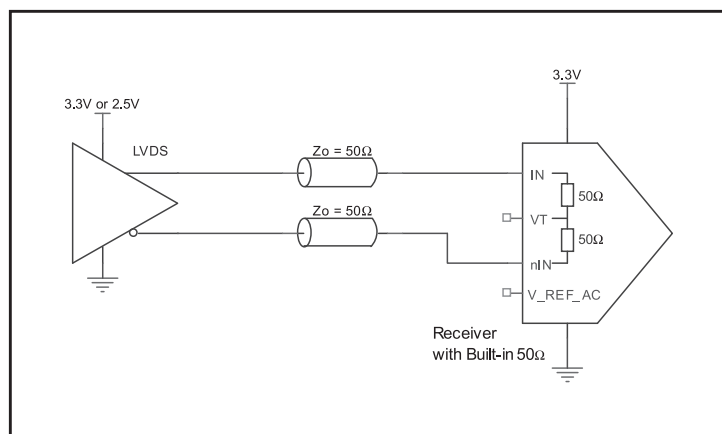 3.3V or 2.5V
3.3V
LVDS
Zo = 50Ω
IN
50Ω
VT
Zo = 50Ω
50Ω
nIN
V_REF_AC
Receiver
with Built-in 50Ω